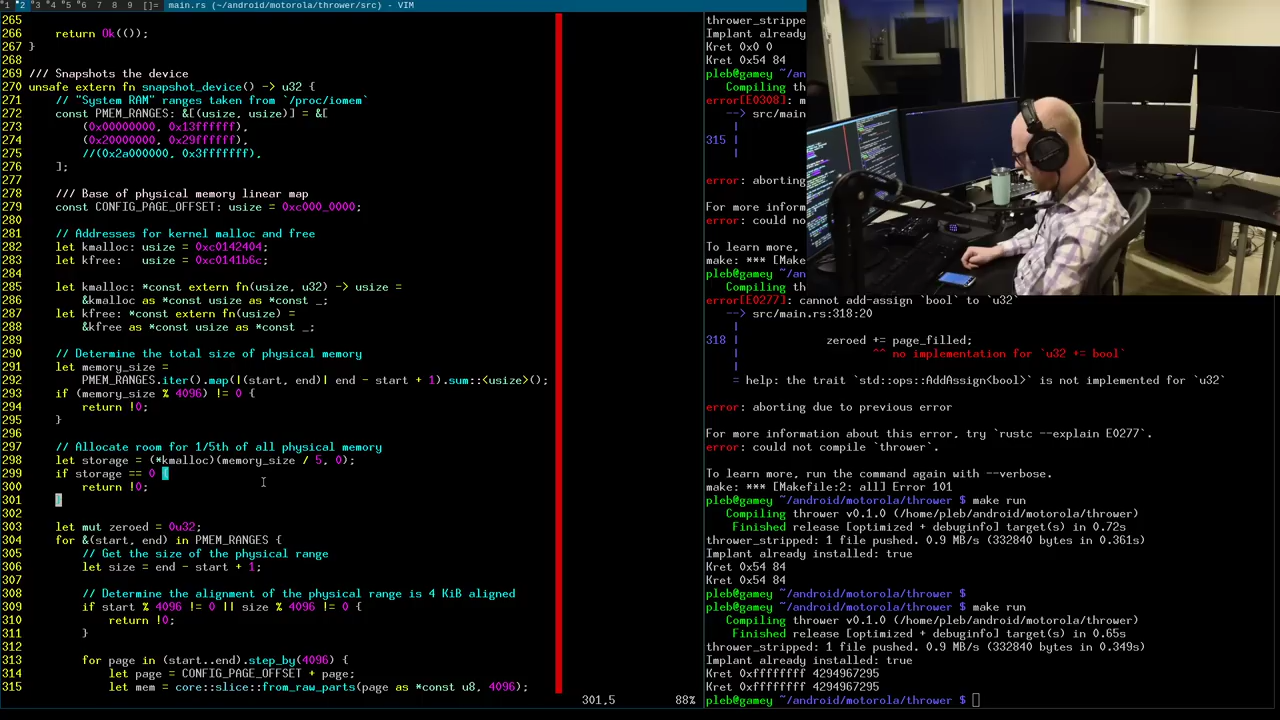 °1 °2 °3 °4 °5 °6 7 8 9 []= main.rs (~/android/motorola/thrower/src) - VIM
265
266     return Ok(());
267 }
268
269 /// Snapshots the device
270 unsafe extern fn snapshot_device() -> u32 {
271     // "System RAM" ranges taken from `/proc/iomem`
272     const PMEM_RANGES: &[(usize, usize)] = &[
273         (0x00000000, 0x13ffffff),
274         (0x20000000, 0x29ffffff),
275         //(0x2a000000, 0x3fffffff),
276     ];
277
278     /// Base of physical memory linear map
279     const CONFIG_PAGE_OFFSET: usize = 0xc000_0000;
280
281     // Addresses for kernel malloc and free
282     let kmalloc: usize = 0xc0142404;
283     let kfree:   usize = 0xc0141b6c;
284
285     let kmalloc: *const extern fn(usize, u32) -> usize =
286         &kmalloc as *const usize as *const _;
287     let kfree: *const extern fn(usize) =
288         &kfree as *const usize as *const _;
289
290     // Determine the total size of physical memory
291     let memory_size =
292         PMEM_RANGES.iter().map(|(start, end)| end - start + 1).sum::<usize>();
293     if (memory_size % 4096) != 0 {
294         return !0;
295     }
296
297     // Allocate room for 1/5th of all physical memory
298     let storage = (*kmalloc)(memory_size / 5, 0);
299     if storage == 0 {
300         return !0;
301     }
302
303     let mut zeroed = 0u32;
304     for &(start, end) in PMEM_RANGES {
305         // Get the size of the physical range
306         let size = end - start + 1;
307
308         // Determine the alignment of the physical range is 4 KiB aligned
309         if start % 4096 != 0 || size % 4096 != 0 {
310             return !0;
311         }
312
313         for page in (start..end).step_by(4096) {
314             let page = CONFIG_PAGE_OFFSET + page;
315             let mem = core::slice::from_raw_parts(page as *const u8, 4096);
301,5 88%
thrower_stripped
Implant already
Kret 0x0 0
Kret 0x54 84
pleb@gamey ~/an
Compiling th
error[E0308]: m
--> src/main
|
315 |
|
error: aborting
For more inform
error: could no
To learn more,
make: *** [Make
pleb@gamey ~/an
Compiling th
error[E0277]: cannot add-assign `bool` to `u32`
--> src/main.rs:318:20
|
318 |             zeroed += page_filled;
|                    ^^ no implementation for `u32 += bool`
|
= help: the trait `std::ops::AddAssign<bool>` is not implemented for `u32`
error: aborting due to previous error
For more information about this error, try `rustc --explain E0277`.
error: could not compile `thrower`.
To learn more, run the command again with --verbose.
make: *** [Makefile:2: all] Error 101
pleb@gamey ~/android/motorola/thrower $ make run
Compiling thrower v0.1.0 (/home/pleb/android/motorola/thrower)
Finished release [optimized + debuginfo] target(s) in 0.72s
thrower_stripped: 1 file pushed. 0.9 MB/s (332840 bytes in 0.361s)
Implant already installed: true
Kret 0x54 84
Kret 0x54 84
pleb@gamey ~/android/motorola/thrower $
pleb@gamey ~/android/motorola/thrower $ make run
Compiling thrower v0.1.0 (/home/pleb/android/motorola/thrower)
Finished release [optimized + debuginfo] target(s) in 0.65s
thrower_stripped: 1 file pushed. 0.9 MB/s (332840 bytes in 0.349s)
Implant already installed: true
Kret 0xffffffff 4294967295
Kret 0xffffffff 4294967295
pleb@gamey ~/android/motorola/thrower $